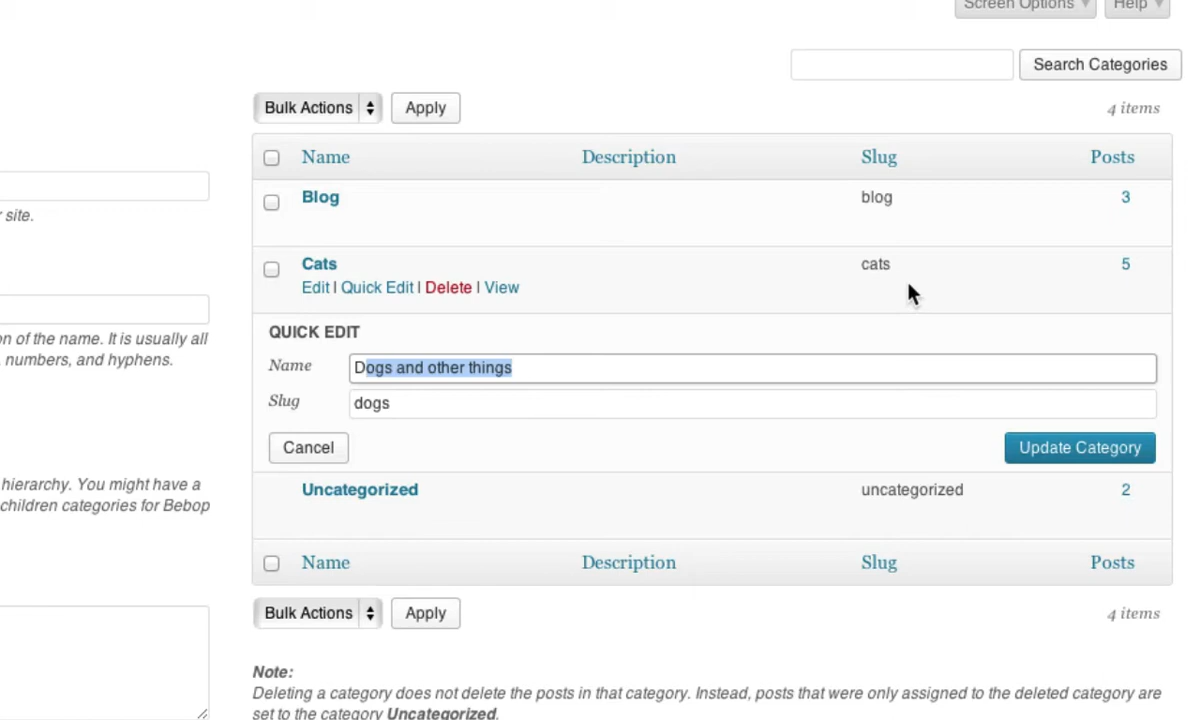 Screen Options Help
Search Categories
Bulk Actions Apply 4 items
Name Description Slug Posts
Blog blog 3
Cats cats 5
Edit | Quick Edit | Delete | View
QUICK EDIT
Name Dogs and other things
Slug dogs
Cancel Update Category
Uncategorized uncategorized 2
Name Description Slug Posts
Bulk Actions Apply 4 items
Note:
Deleting a category does not delete the posts in that category. Instead, posts that were only assigned to the deleted category are
set to the category Uncategorized.
site.
on of the name. It is usually all
numbers, and hyphens.
hierarchy. You might have a
children categories for Bebop